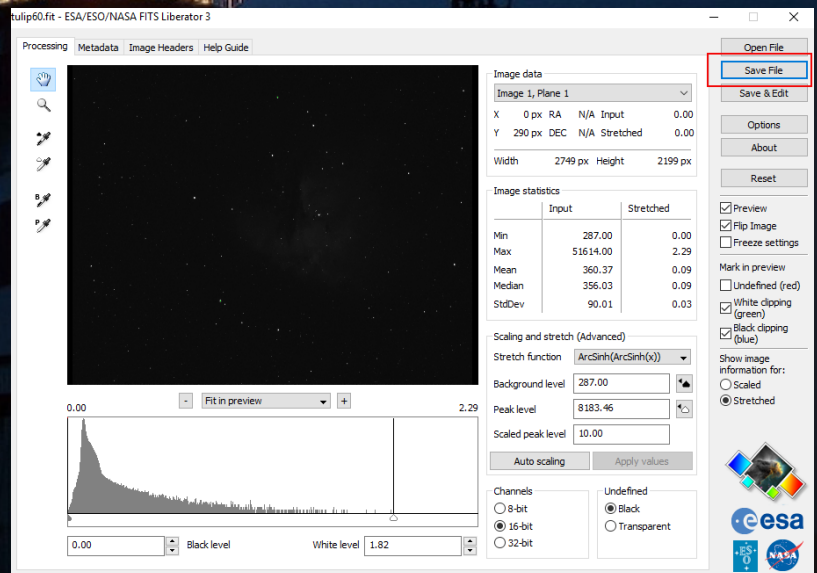 tulip60.fit - ESA/ESO/NASA FITS Liberator 3
Processing Metadata Image Headers Help Guide
Open File
Save File
Save & Edit
Options
About
Reset
Preview
Flip Image
Freeze settings
Mark in preview
Undefined (red)
White clipping
(green)
Black clipping
(blue)
Show image
information for:
Scaled
Stretched
B
P
Image data
Image 1, Plane 1
X 0 px RA N/A Input 0.00
Y 290 px DEC N/A Stretched 0.00
Width 2749 px Height 2199 px
Image statistics
Input Stretched
Min 287.00 0.00
Max 51614.00 2.29
Mean 360.37 0.09
Median 356.03 0.09
StdDev 90.01 0.03
Scaling and stretch (Advanced)
Stretch function ArcSinh(ArcSinh(x))
Background level 287.00
Peak level 8183.46
Scaled peak level 10.00
Auto scaling Apply values
Channels
8-bit
16-bit
32-bit
Undefined
Black
Transparent
0.00 - Fit in preview + 2.29
0.00 Black level White level 1.82
esa
ES
O
NASA